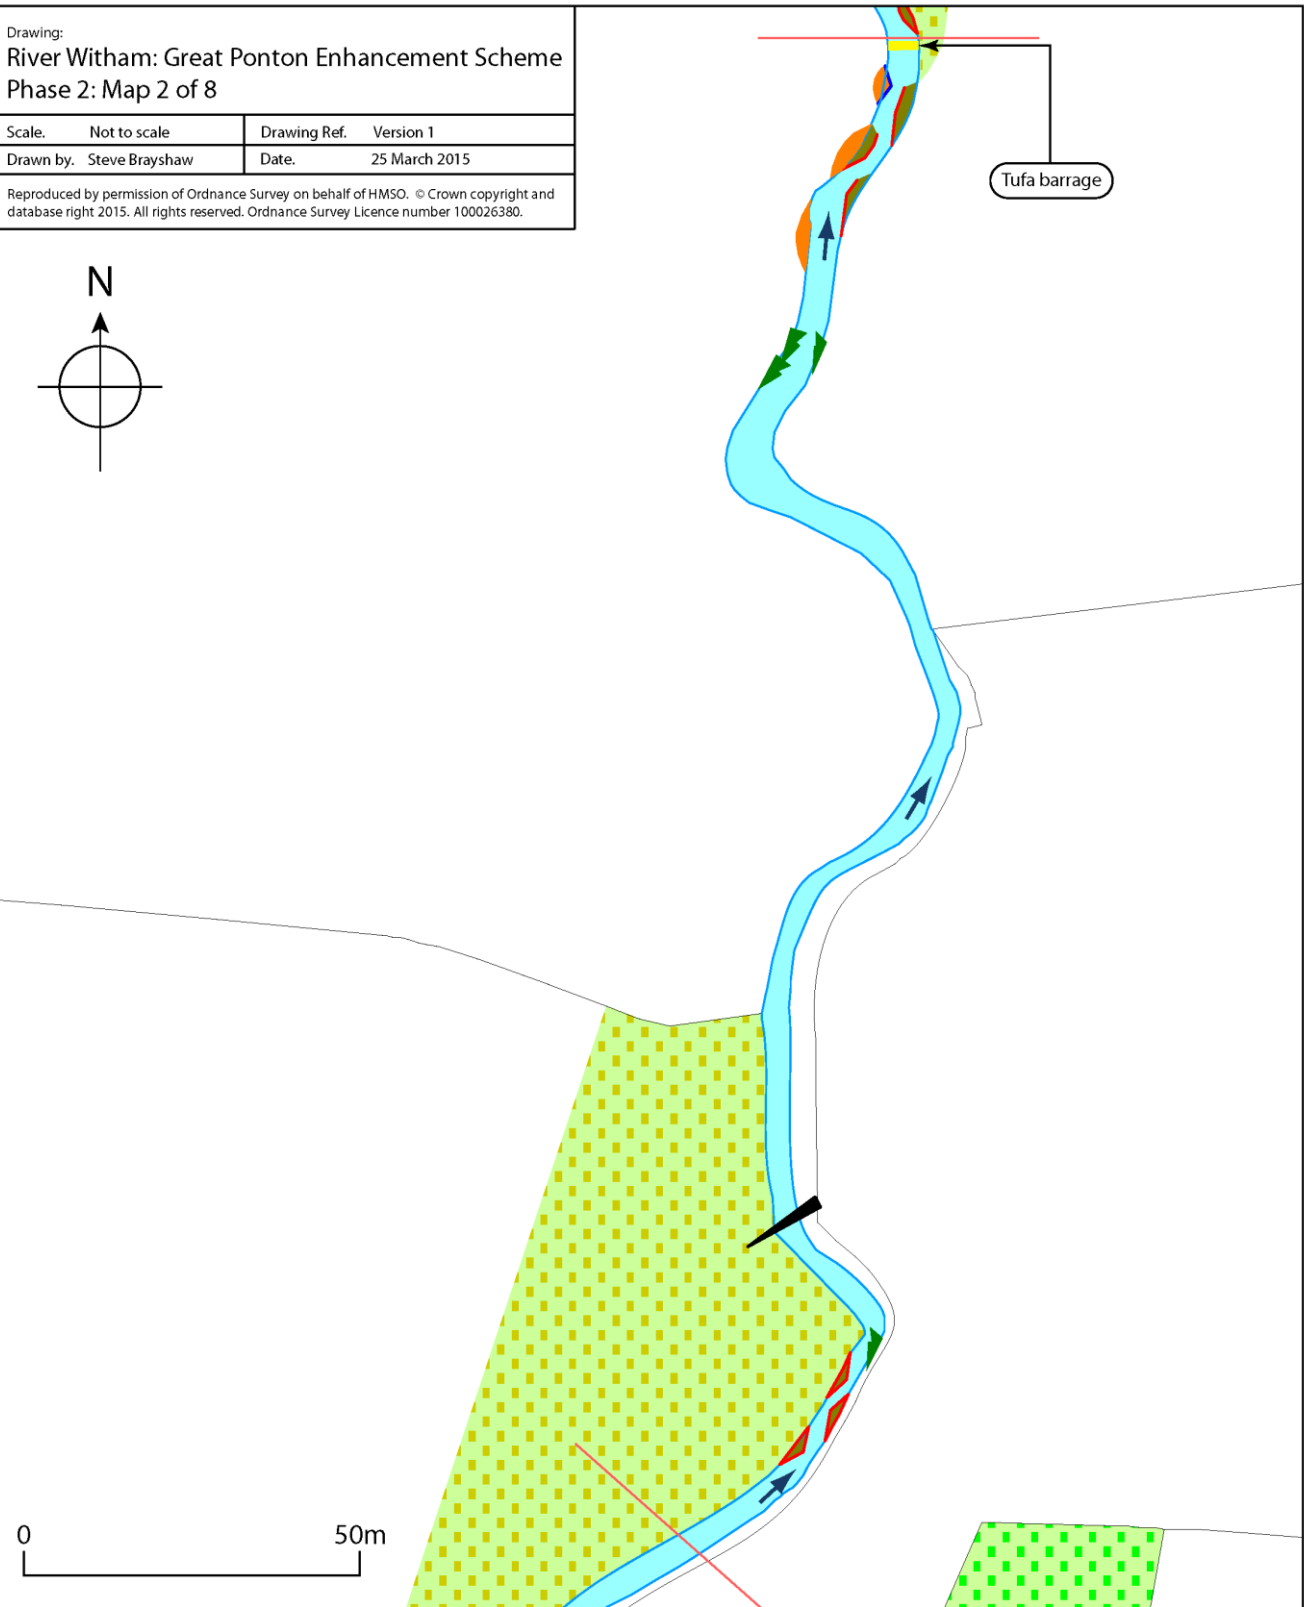 Drawing:
River Witham: Great Ponton Enhancement Scheme
Phase 2: Map 2 of 8
Scale. Not to scale Drawing Ref. Version 1
Drawn by. Steve Brayshaw Date. 25 March 2015
Reproduced by permission of Ordnance Survey on behalf of HMSO. © Crown copyright and
database right 2015. All rights reserved. Ordnance Survey Licence number 100026380.
Tufa barrage
N
0 50m